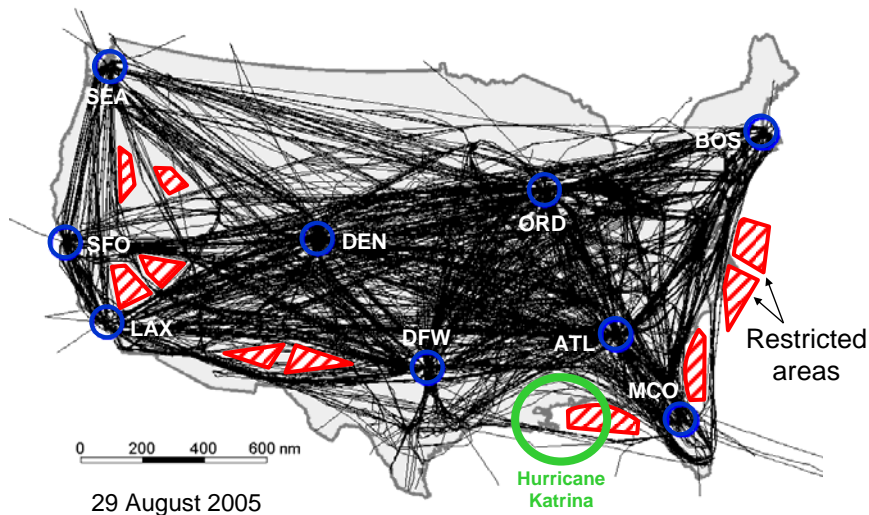 SEA
BOS
ORD
SFO
DEN
LAX
DFW
ATL
MCO
Restricted
areas
0 200 400 600 nm
Hurricane
Katrina
29 August 2005